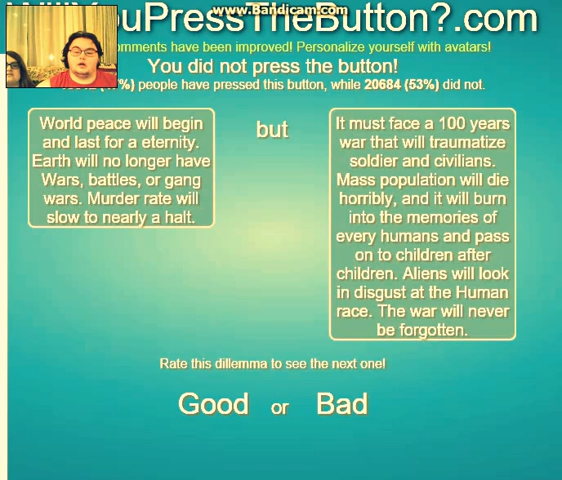 www.Bandicam.com
uPressTheButton?.com
omments have been improved! Personalize yourself with avatars!
You did not press the button!
%) people have pressed this button, while 20684 (53%) did not.
World peace will begin
and last for a eternity.
Earth will no longer have
Wars, battles, or gang
wars. Murder rate will
slow to nearly a halt.
but
It must face a 100 years
war that will traumatize
soldier and civilians.
Mass population will die
horribly, and it will burn
into the memories of
every humans and pass
on to children after
children. Aliens will look
in disgust at the Human
race. The war will never
be forgotten.
Rate this dillemma to see the next one!
Good or Bad